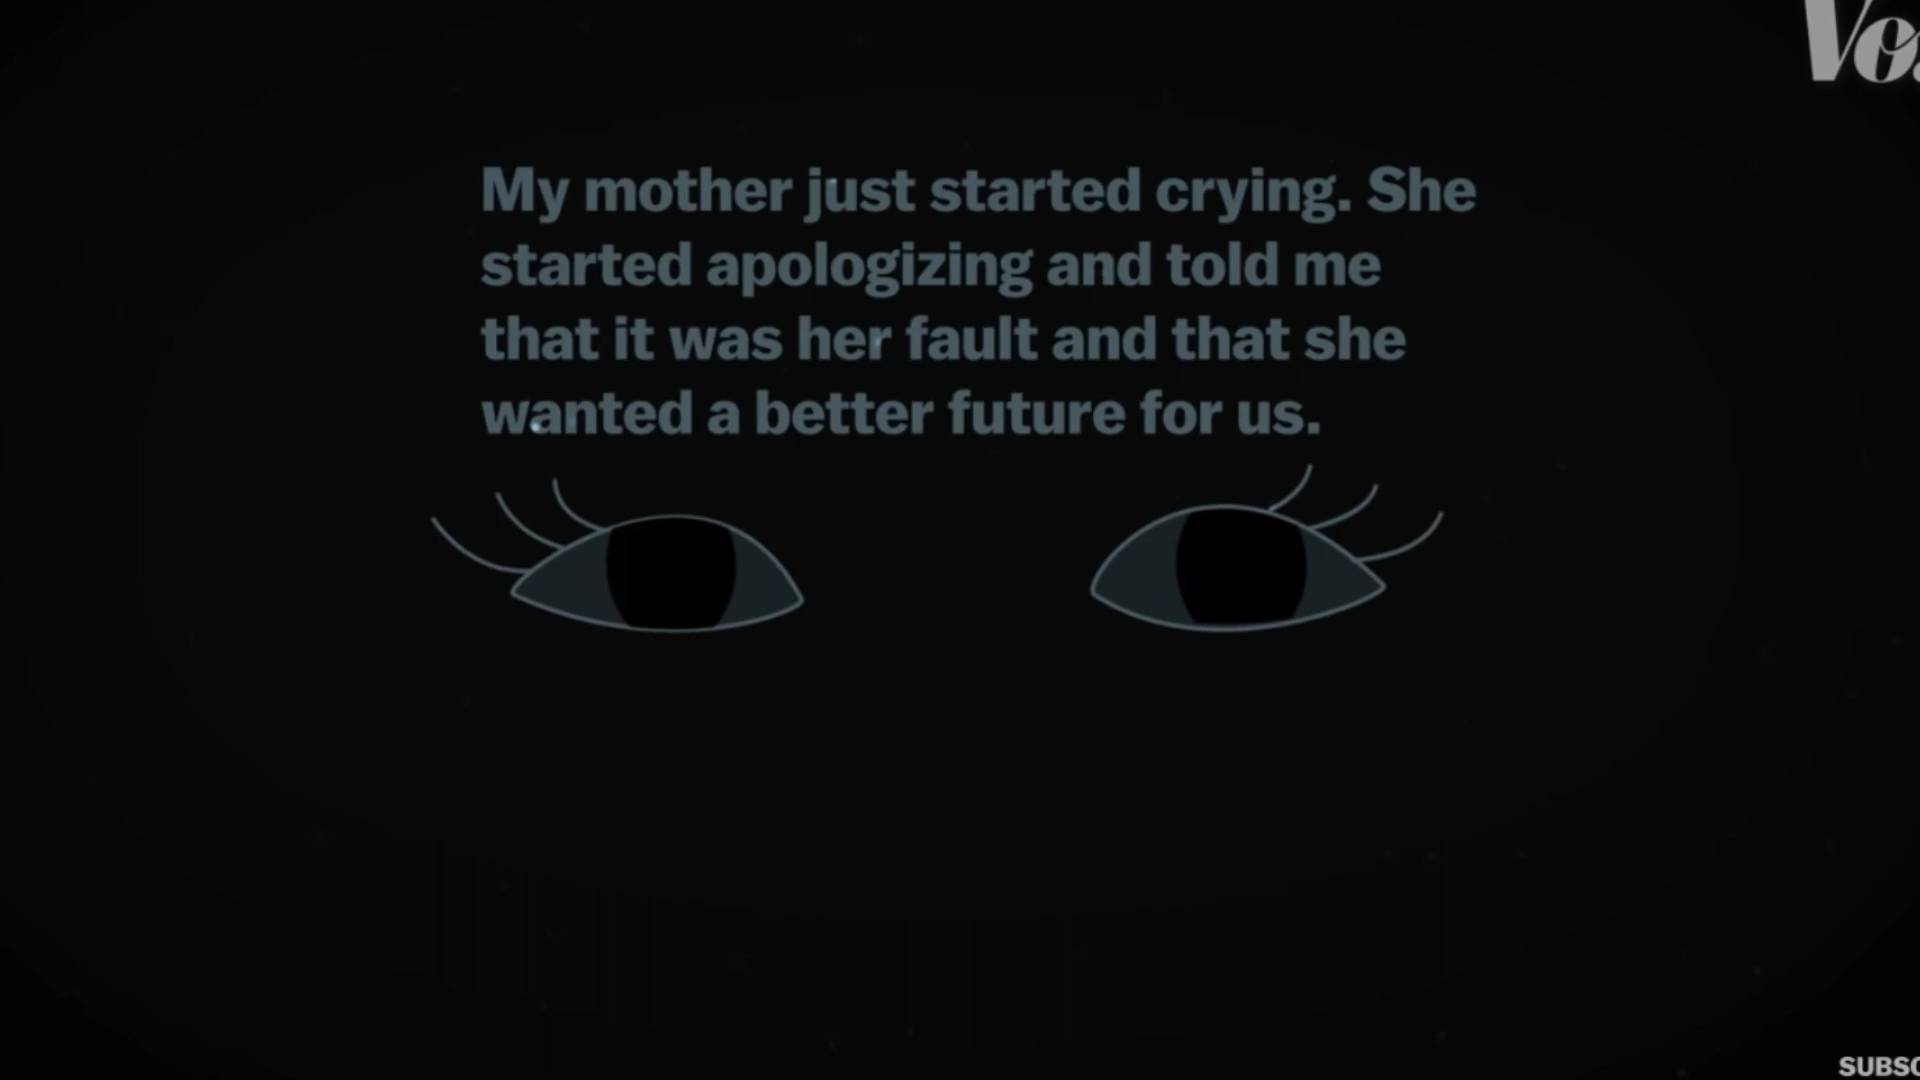 My mother just started crying. She
started apologizing and told me
that it was her fault and that she
wanted a better future for us.